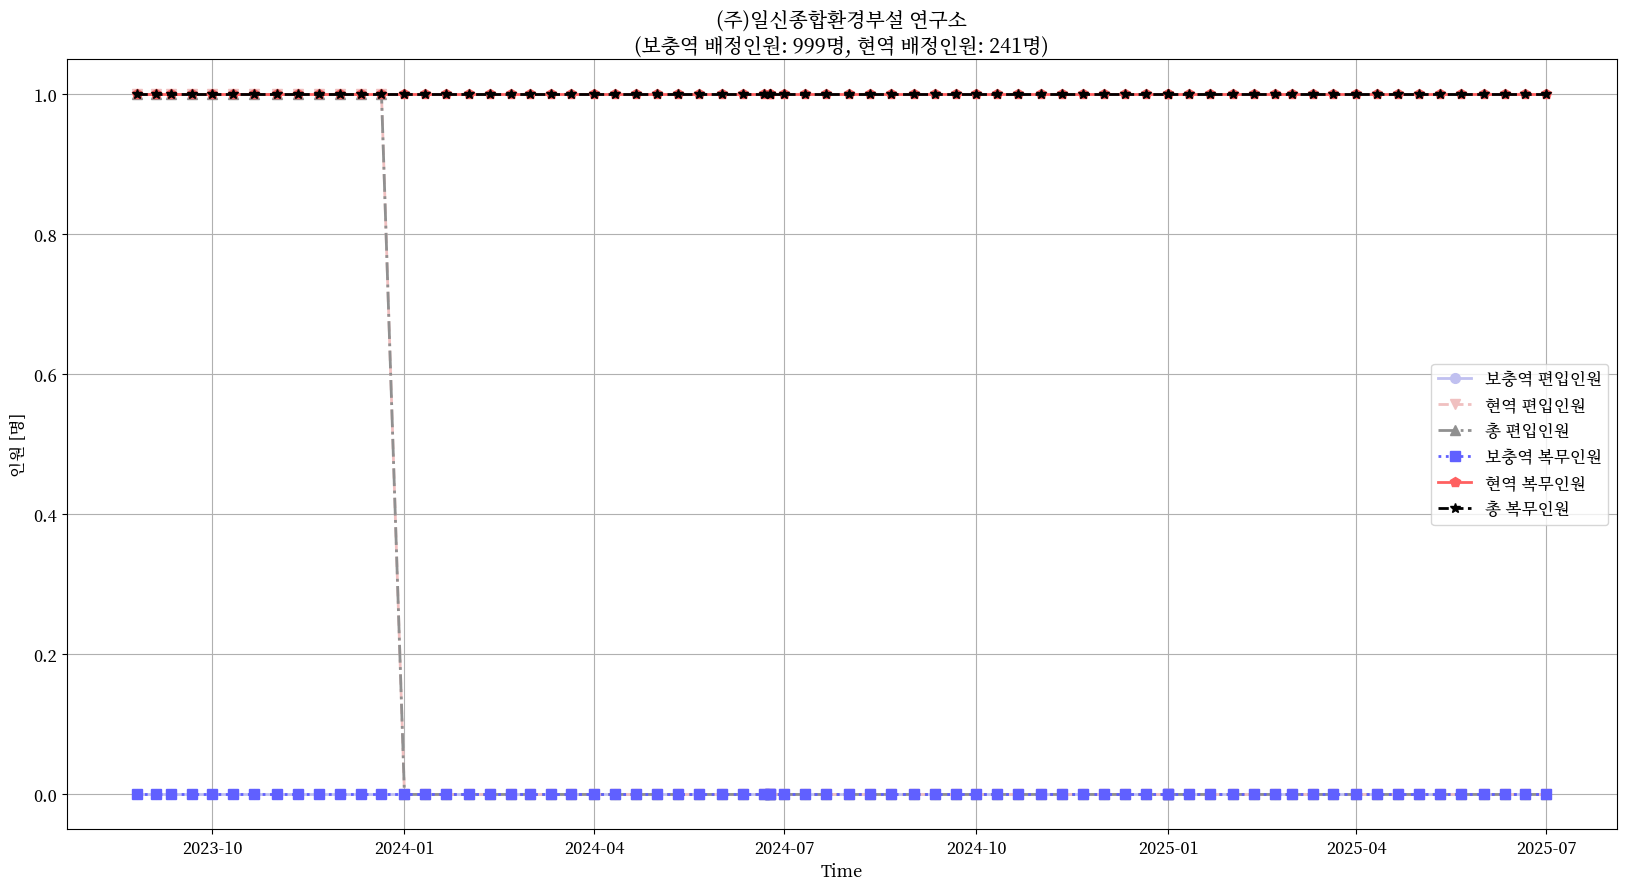 (주)일신종합환경부설 연구소
(보충역 배정인원: 999명, 현역 배정인원: 241명)
1.0
0.8
0.6
0.4
0.2
0.0
인원 [명]
보충역 편입인원
현역 편입인원
총 편입인원
보충역 복무인원
현역 복무인원
총 복무인원
2023-10
2024-01
2024-04
2024-07
2024-10
2025-01
2025-04
2025-07
Time